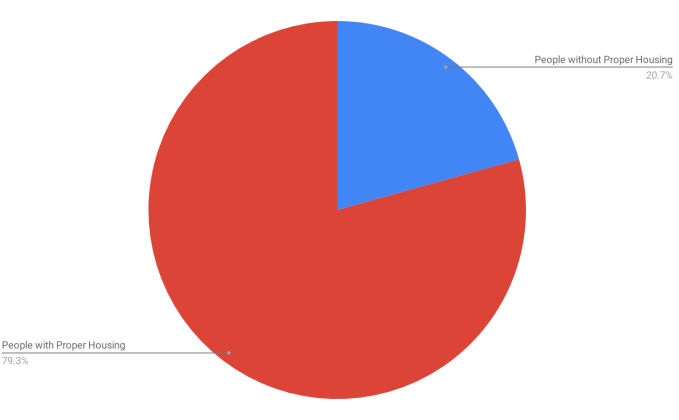 People without Proper Housing
20.7%
People with Proper Housing
79.3%